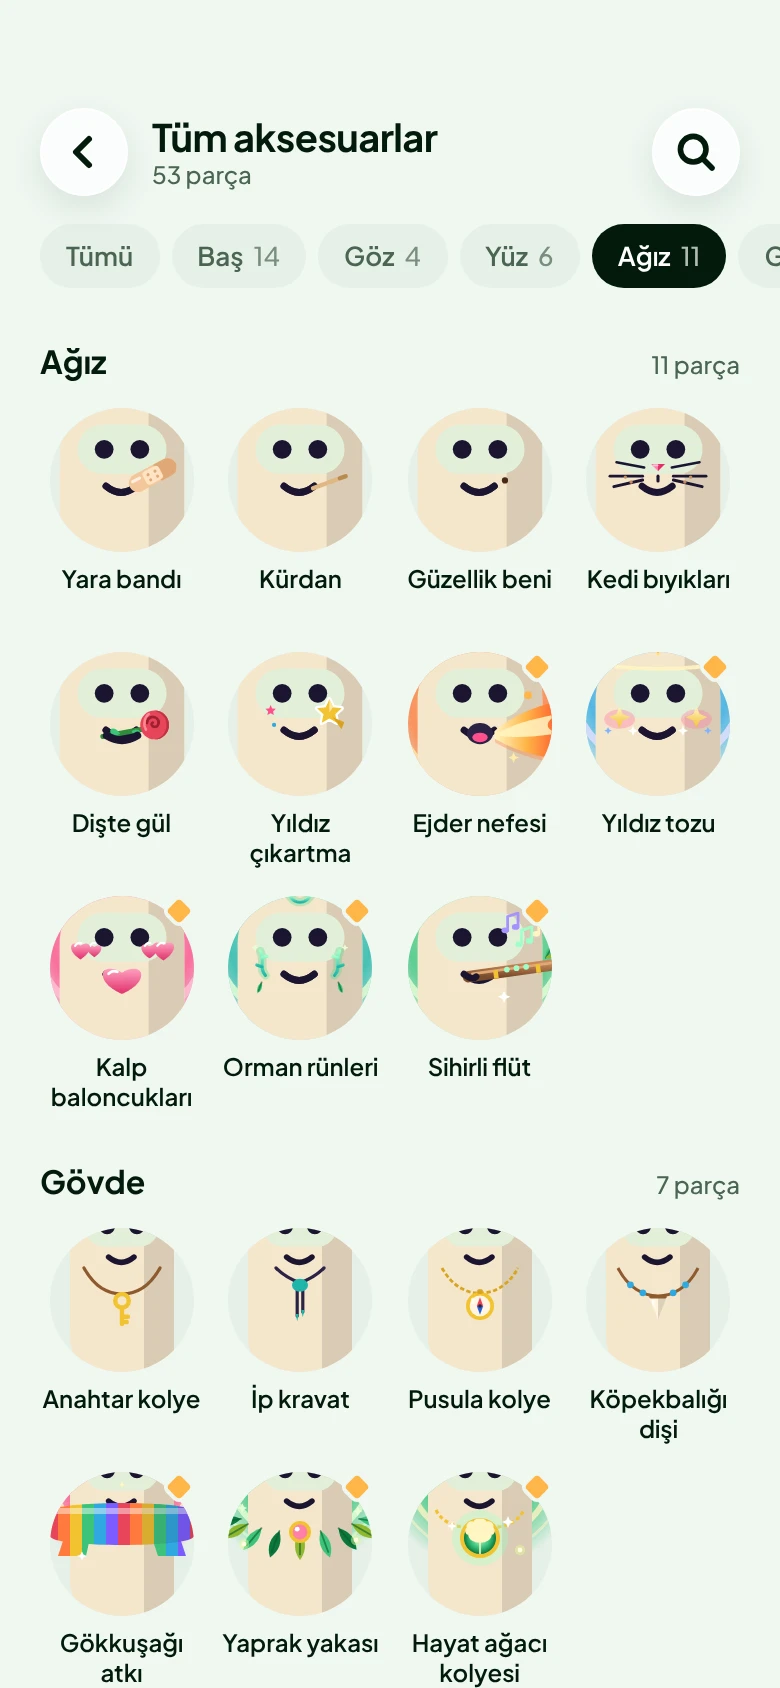 Tüm aksesuarlar
53 parça
Tümü Baş 14 Göz 4 Yüz 6 Ağız 11
Ağız 11 parça
Yara bandı Kürdan Güzellik beni Kedi bıyıkları
Dişte gül Yıldız Ejder nefesi Yıldız tozu
çıkartma
Kalp Orman rünleri Sihirli flüt
baloncukları
Gövde 7 parça
Anahtar kolye İp kravat Pusula kolye Köpekbalığı
dişi
Gökkuşağı Yaprak yakası Hayat ağacı
atkı kolyesi